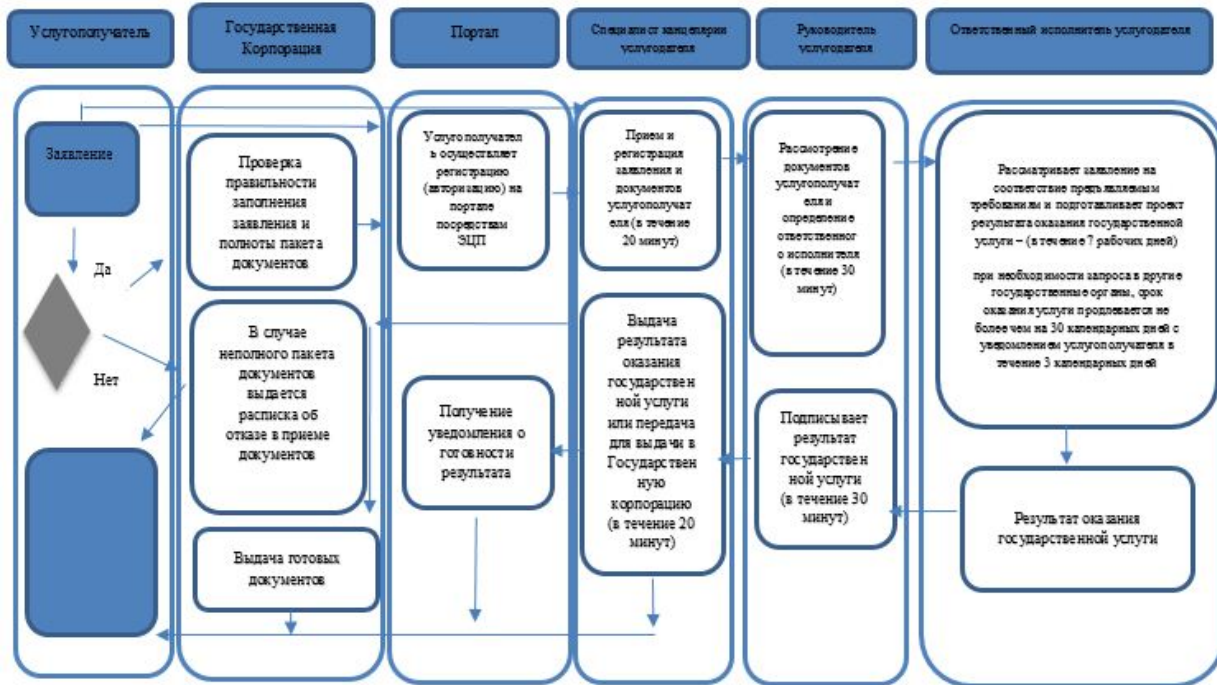 Услугополучатель
Государственная
Корпорация
Портал
Специалист канцелярии
услугодателя
Руководитель
услугодателя
Ответственный исполнитель услугодателя
Заявление
Да
Нет
Проверка
правильности
заполнения
заявления и
полноты пакета
документов
В случае
неполного пакета
документов
выдается
расписка об
отказе в приеме
документов
Выдача готовых
документов
Услугополучател
ь осуществляет
регистрацию
(авторизацию) на
портале
посредствам
ЭЦП
Получение
уведомления о
готовности
результата
Прием и
регистрация
заявления и
документов
услугополучат
еля (в течение
20 минут)
Выдача
результата
оказания
государствен
ной услуги
или передача
для выдачи в
Государствен
ную
корпорацию
(в течение 20
минут)
Рассмотрение
документов
услугополучат
еля и
определение
ответственног
о исполнителя
(в течение 30
минут)
Подписывает
результат
государствен
ной услуги
(в течение 30
минут)
Рассматривает заявление на
соответствие предъявляемым
требованиям и подготавливает проект
результата оказания государственной
услуги – (в течение 7 рабочих дней)
при необходимости запроса в другие
государственные органы, срок
оказания услуги продлевается не
более чем на 30 календарных дней с
уведомлением услугополучателя в
течение 3 календарных дней
Результат оказания
государственной услуги